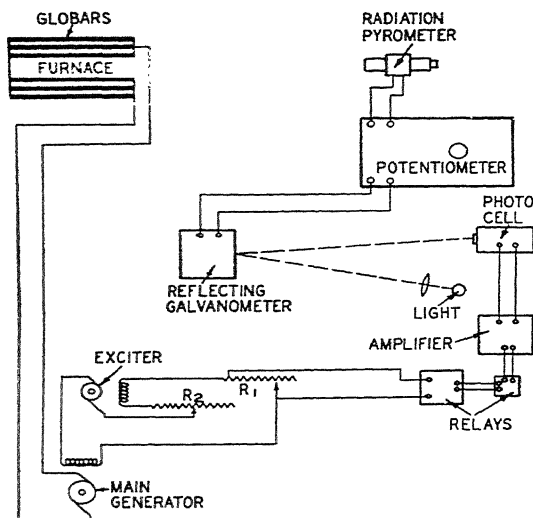 GLOBARS
FURNACE
RADIATION
PYROMETER
POTENTIOMETER
PHOTO
CELL
REFLECTING
GALVANOMETER
LIGHT
AMPLIFIER
EXCITER
R2
R1
RELAYS
MAIN
GENERATOR